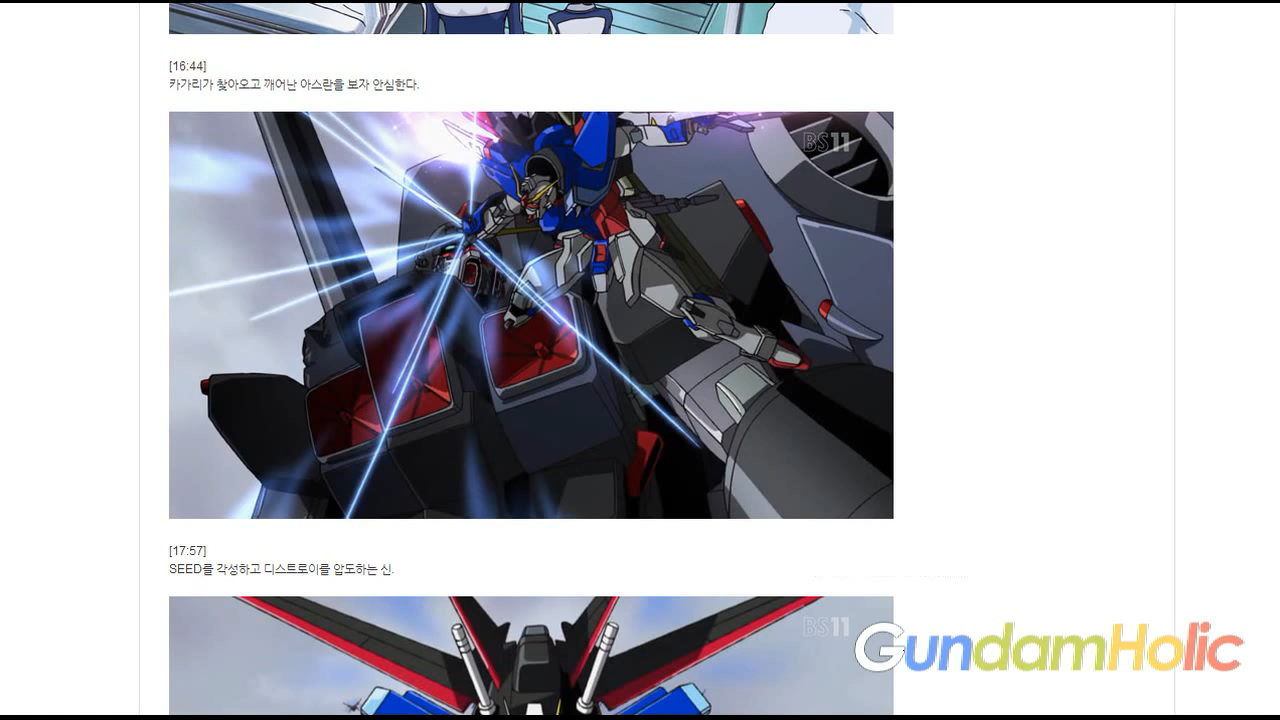 [16:44]
카가리가 찾아오고 깨어난 아스란을 보자 안심한다.
BS11
[17:57]
SEED를 각성하고 디스트로이를 압도하는 신.
BS11
GundamHolic